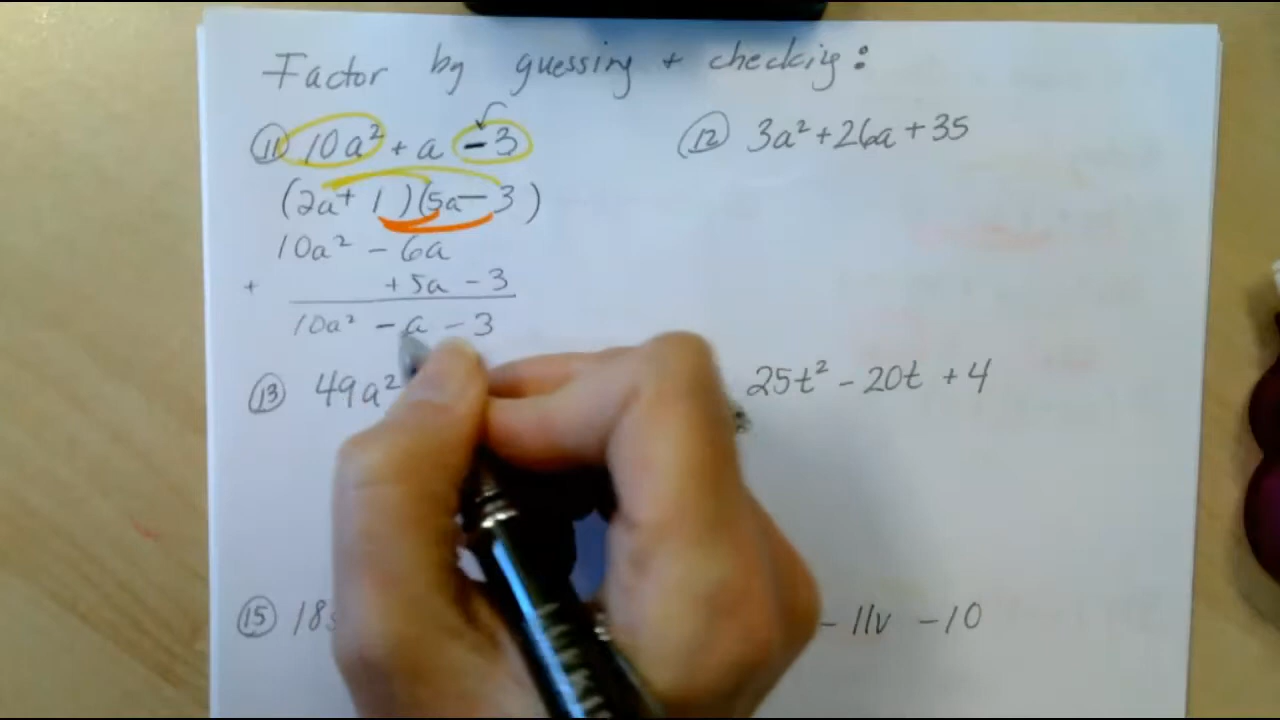 Factor by guessing + checking:
⑪ 10a² + a - 3
(2a + 1)(5a - 3)
10a² - 6a
+ +5a - 3
10a² - a - 3
⑫ 3a² + 26a + 35
⑬ 49a²
25t² - 20t + 4
⑮ 18
- 11v - 10